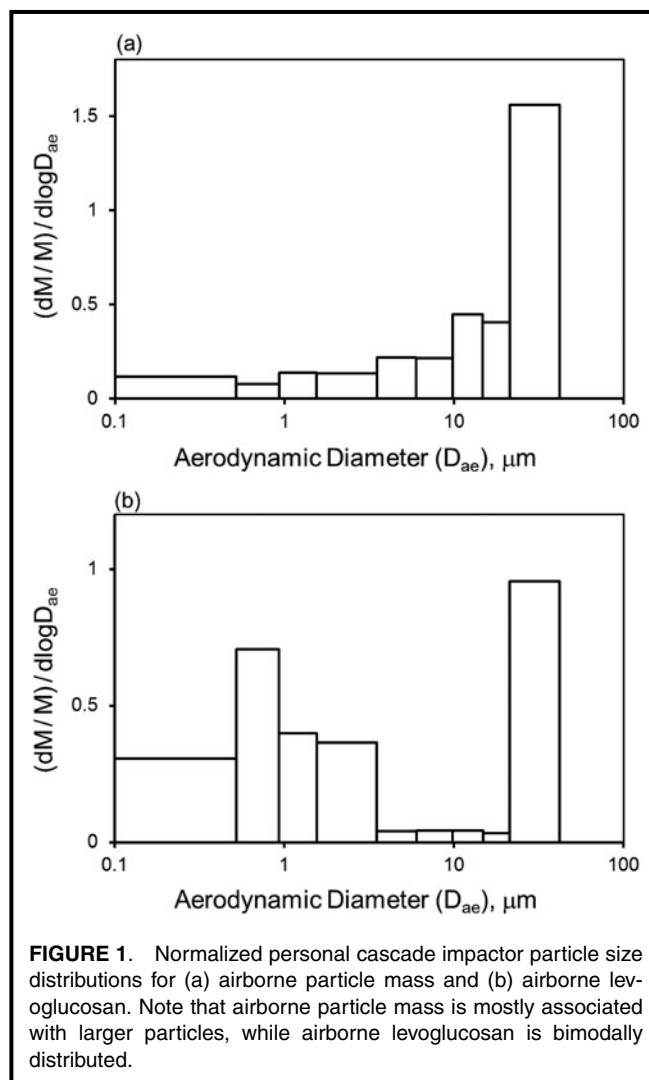 (a)
1.5
1
0.5
0
(dM / M) / dlogDae
0.1 1 10 100
Aerodynamic Diameter (Dae), μm
(b)
1
0.5
0
(dM / M) / dlogDae
0.1 1 10 100
Aerodynamic Diameter (Dae), μm
FIGURE 1. Normalized personal cascade impactor particle size
distributions for (a) airborne particle mass and (b) airborne lev-
oglucosan. Note that airborne particle mass is mostly associated
with larger particles, while airborne levoglucosan is bimodally
distributed.